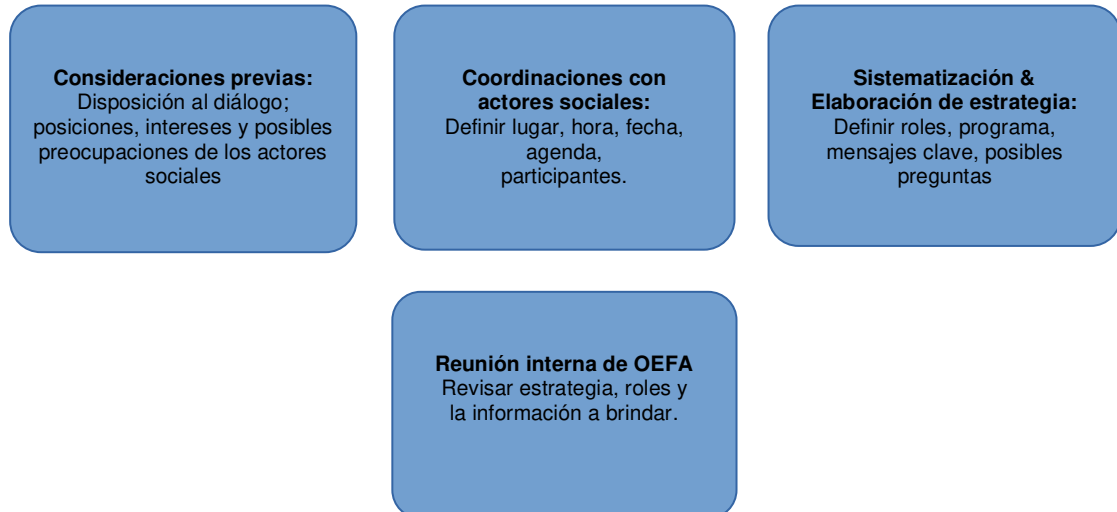 Consideraciones previas:
Disposición al diálogo;
posiciones, intereses y posibles
preocupaciones de los actores
sociales
Coordinaciones con
actores sociales:
Definir lugar, hora, fecha,
agenda,
participantes.
Sistematización &
Elaboración de estrategia:
Definir roles, programa,
mensajes clave, posibles
preguntas
Reunión interna de OEFA
Revisar estrategia, roles y
la información a brindar.